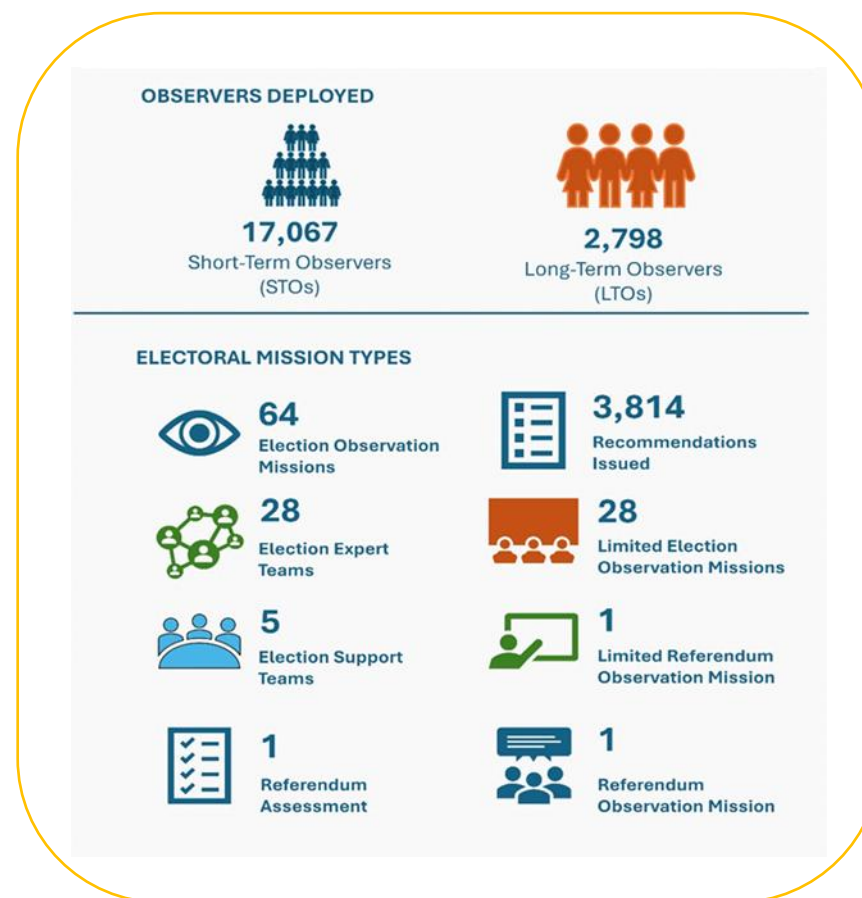 OBSERVERS DEPLOYED
17,067
Short-Term Observers
(STOs)
2,798
Long-Term Observers
(LTOs)
ELECTORAL MISSION TYPES
64
Election Observation
Missions
3,814
Recommendations
Issued
28
Election Expert
Teams
28
Limited Election
Observation Missions
5
Election Support
Teams
1
Limited Referendum
Observation Mission
1
Referendum
Assessment
1
Referendum
Observation Mission